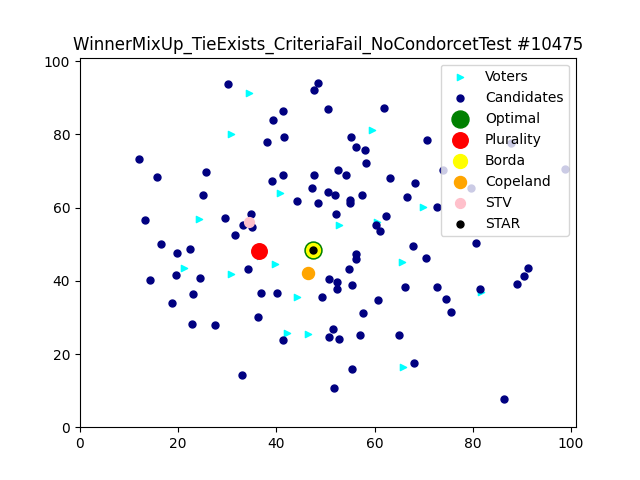 WinnerMixUp_TieExists_CriteriaFail_NoCondorcetTest #10475
100
80
60
40
20
0
0 20 40 60 80 100
Voters
Candidates
Optimal
Plurality
Borda
Copeland
STV
STAR